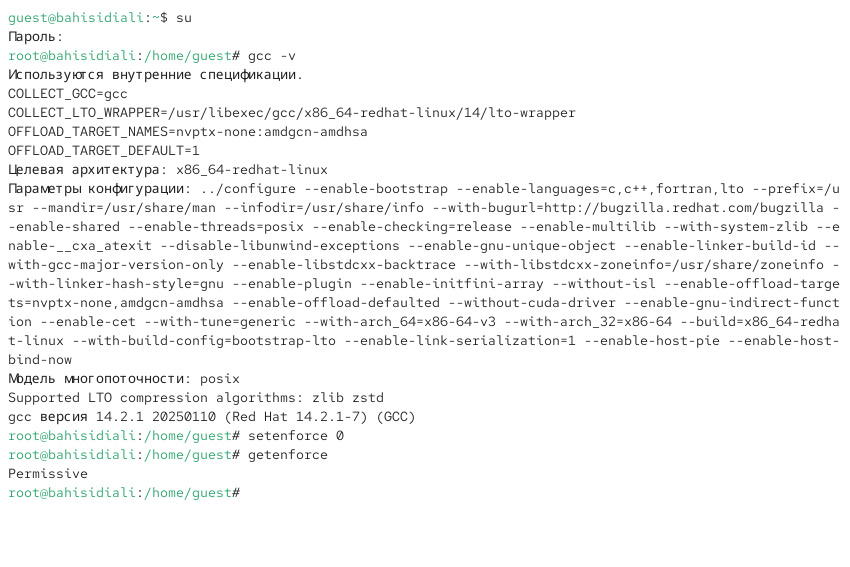 guest@bahisidiali:~$ su
Пароль:
root@bahisidiali:/home/guest# gcc -v
Используются внутренние спецификации.
COLLECT_GCC=gcc
COLLECT_LTO_WRAPPER=/usr/libexec/gcc/x86_64-redhat-linux/14/lto-wrapper
OFFLOAD_TARGET_NAMES=nvptx-none:amdgcn-amdhsa
OFFLOAD_TARGET_DEFAULT=1
Целевая архитектура: x86_64-redhat-linux
Параметры конфигурации: ../configure --enable-bootstrap --enable-languages=c,c++,fortran,lto --prefix=/u
sr --mandir=/usr/share/man --infodir=/usr/share/info --with-bugurl=http://bugzilla.redhat.com/bugzilla -
-enable-shared --enable-threads=posix --enable-checking=release --enable-multilib --with-system-zlib --e
nable-__cxa_atexit --disable-libunwind-exceptions --enable-gnu-unique-object --enable-linker-build-id --
with-gcc-major-version-only --enable-libstdcxx-backtrace --with-libstdcxx-zoneinfo=/usr/share/zoneinfo -
-with-linker-hash-style=gnu --enable-plugin --enable-initfini-array --without-isl --enable-offload-targe
ts=nvptx-none,amdgcn-amdhsa --enable-offload-defaulted --without-cuda-driver --enable-gnu-indirect-funct
ion --enable-cet --with-tune=generic --with-arch_64=x86-64-v3 --with-arch_32=x86-64 --build=x86_64-redha
t-linux --with-build-config=bootstrap-lto --enable-link-serialization=1 --enable-host-pie --enable-host-
bind-now
Модель многопоточности: posix
Supported LTO compression algorithms: zlib zstd
gcc версия 14.2.1 20250110 (Red Hat 14.2.1-7) (GCC)
root@bahisidiali:/home/guest# setenforce 0
root@bahisidiali:/home/guest# getenforce
Permissive
root@bahisidiali:/home/guest#